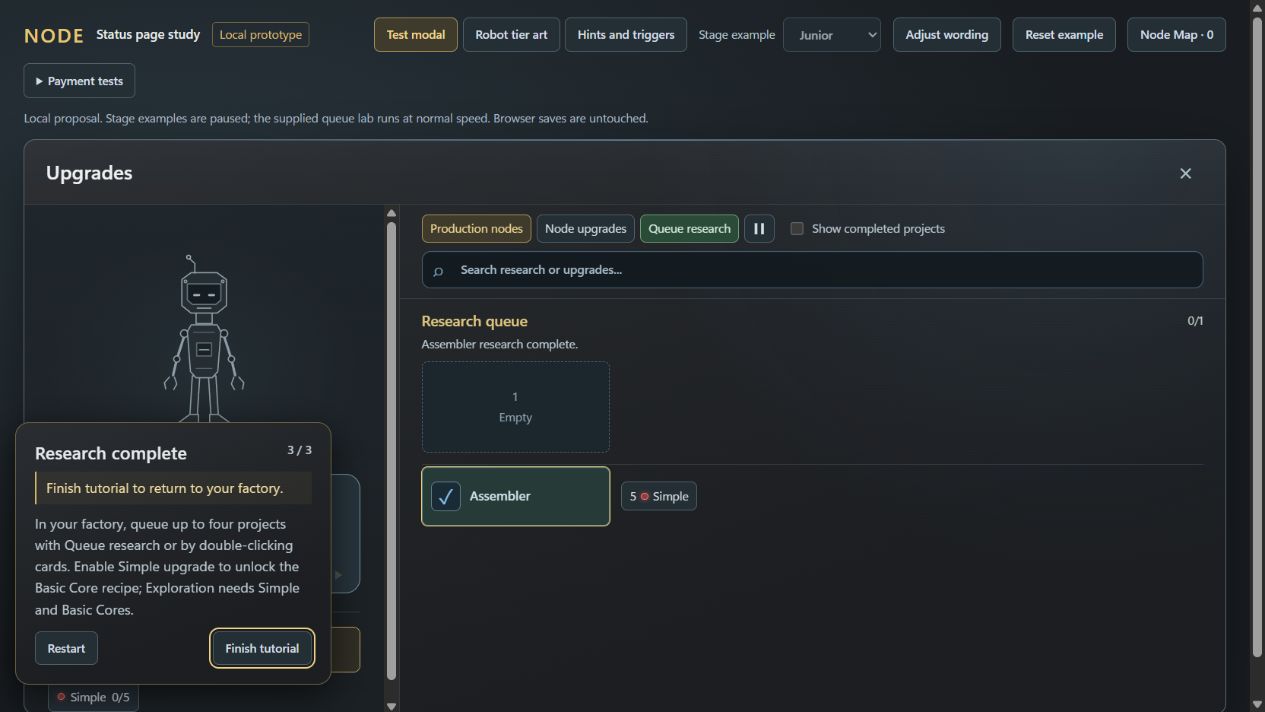 NODE Status page study Local prototype Test modal Robot tier art Hints and triggers Stage example Junior Adjust wording Reset example Node Map · 0
Payment tests
Local proposal. Stage examples are paused; the supplied queue lab runs at normal speed. Browser saves are untouched.
Upgrades
Production nodes Node upgrades Queue research Show completed projects
Search research or upgrades...
Research queue 0/1
Assembler research complete.
1
Empty
Assembler 5 Simple
Research complete 3 / 3
Finish tutorial to return to your factory.
In your factory, queue up to four projects
with Queue research or by double-clicking
cards. Enable Simple upgrade to unlock the
Basic Core recipe; Exploration needs Simple
and Basic Cores.
Restart Finish tutorial
Simple 0/5